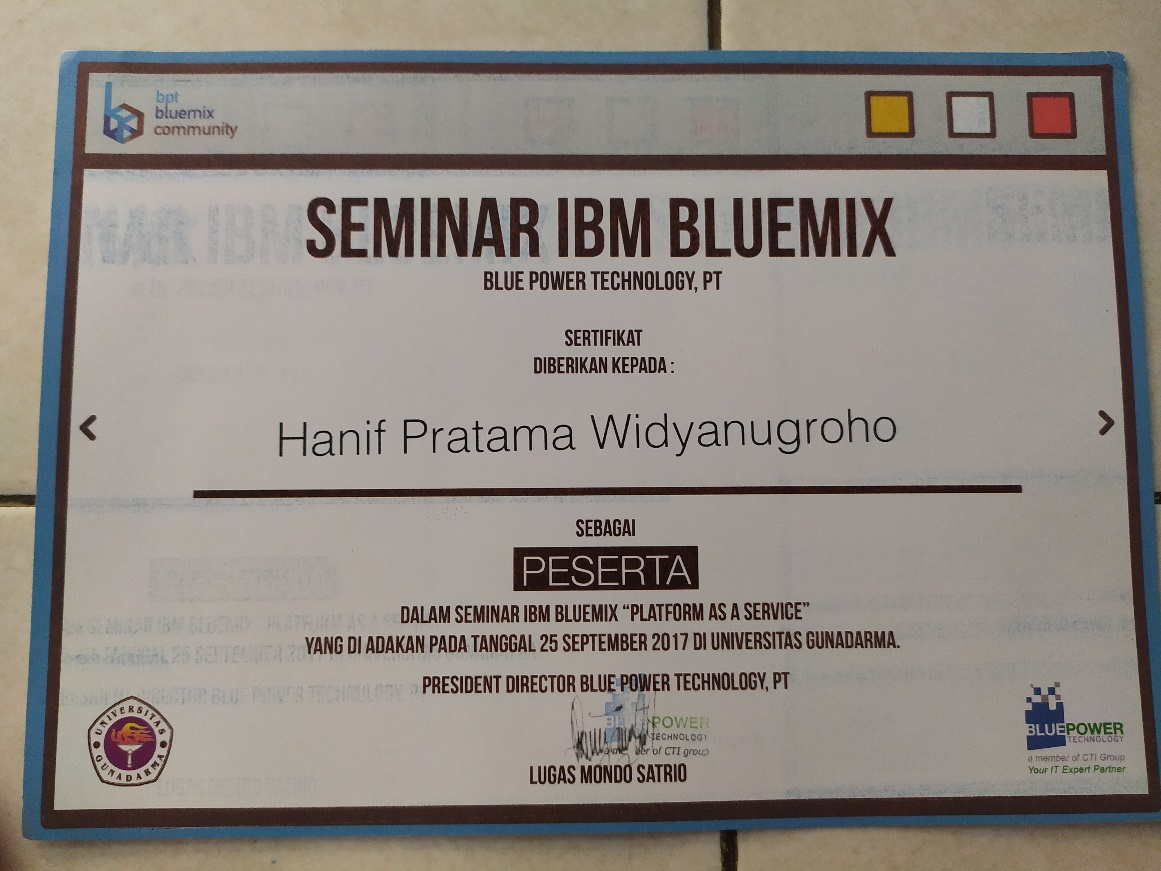 bpt
bluemix
community
SEMINAR IBM BLUEMIX
BLUE POWER TECHNOLOGY, PT
SERTIFIKAT
DIBERIKAN KEPADA :
Hanif Pratama Widyanugroho
SEBAGAI
PESERTA
DALAM SEMINAR IBM BLUEMIX “PLATFORM AS A SERVICE”
YANG DI ADAKAN PADA TANGGAL 25 SEPTEMBER 2017 DI UNIVERSITAS GUNADARMA.
PRESIDENT DIRECTOR BLUE POWER TECHNOLOGY, PT
BLUEPOWER
TECHNOLOGY
of CTI group
LUGAS MONDO SATRIO
UNIVERSITAS
GUNADARMA
BLUEPOWER
TECHNOLOGY
a member of CTI Group
Your IT Expert Partner